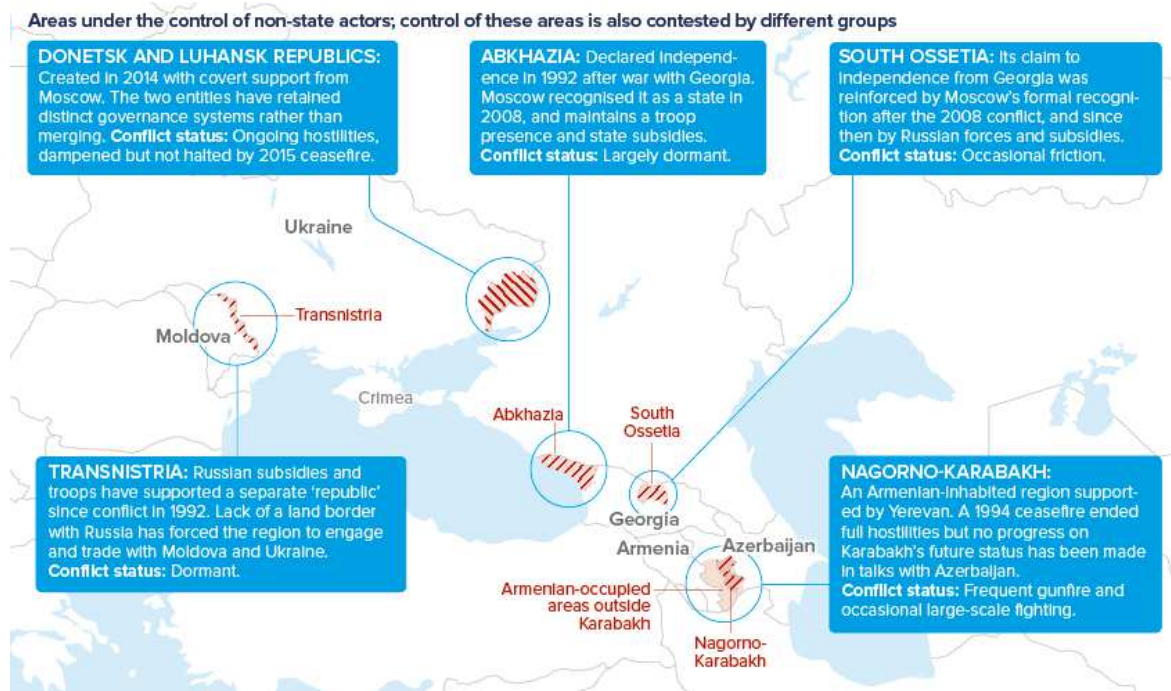 Areas under the control of non-state actors; control of these areas is also contested by different groups
DONETSK AND LUHANSK REPUBLICS:
Created in 2014 with covert support from
Moscow. The two entities have retained
distinct governance systems rather than
merging. Conflict status: Ongoing hostilities,
dampened but not halted by 2015 ceasefire.
ABKHAZIA: Declared independ-
ence in 1992 after war with Georgia.
Moscow recognised it as a state in
2008, and maintains a troop
presence and state subsidies.
Conflict status: Largely dormant.
SOUTH OSSETIA: Its claim to
independence from Georgia was
reinforced by Moscow's formal recogni-
tion after the 2008 conflict, and since
then by Russian forces and subsidies.
Conflict status: Occasional friction.
Ukraine
Transnistria
Moldova
Crimea
Abkhazia
South
Ossetia
Georgia
Armenia
Azerbaijan
Armenian-occupied
areas outside
Karabakh
Nagorno-
Karabakh
TRANSNISTRIA: Russian subsidies and
troops have supported a separate 'republic'
since conflict in 1992. Lack of a land border
with Russia has forced the region to engage
and trade with Moldova and Ukraine.
Conflict status: Dormant.
NAGORNO-KARABAKH:
An Armenian-inhabited region support-
ed by Yerevan. A 1994 ceasefire ended
full hostilities but no progress on
Karabakh's future status has been made
in talks with Azerbaijan.
Conflict status: Frequent gunfire and
occasional large-scale fighting.